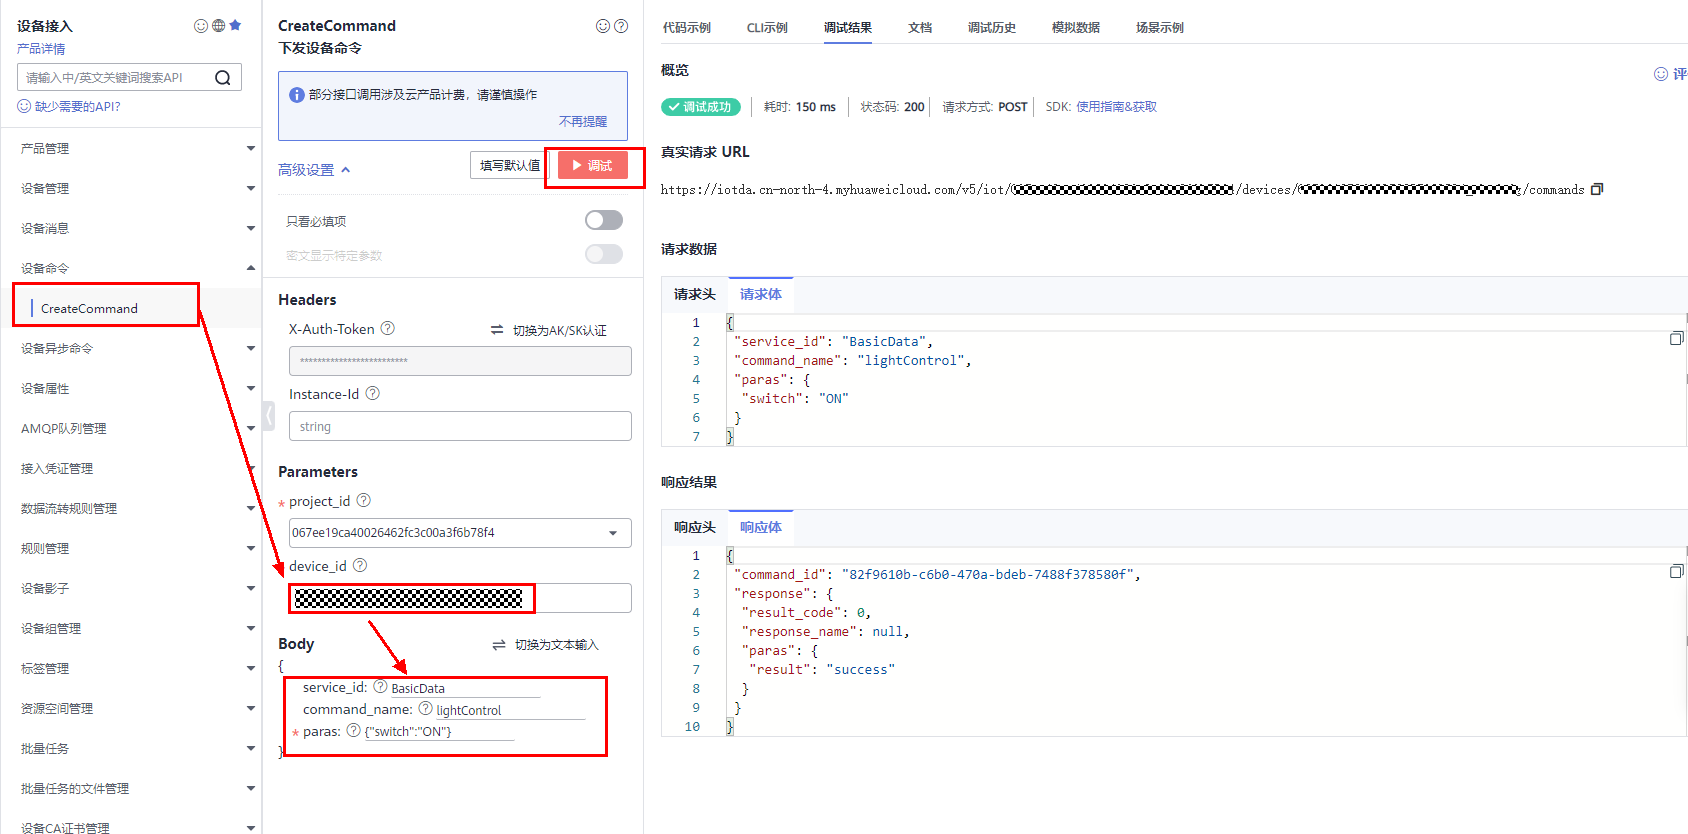 设备接入
产品详情
请输入中/英文关键词搜索API
缺少需要的API?
产品管理
设备管理
设备消息
设备命令
CreateCommand
设备异步命令
设备属性
AMQP队列管理
接入凭证管理
数据流转规则管理
规则管理
设备影子
设备组管理
标签管理
资源空间管理
批量任务
批量任务的文件管理
设备CA证书管理
CreateCommand
下发设备命令
部分接口调用涉及云产品计费，请谨慎操作
不再提醒
高级设置
填写默认值
调试
只看必填项
密文显示特定参数
Headers
X-Auth-Token
切换为AK/SK认证
*************************
Instance-Id
string
Parameters
* project_id
067ee19ca40026462fc3c00a3f6b78f4
device_id
Body
切换为文本输入
{
service_id: BasicData
command_name: lightControl
* paras: {"switch":"ON"}
}
代码示例 CLI示例 调试结果 文档 调试历史 模拟数据 场景示例
概览
评
调试成功 耗时: 150 ms 状态码: 200 请求方式: POST SDK: 使用指南&获取
真实请求 URL
https://iotda.cn-north-4.myhuaweicloud.com/v5/iot/ /devices/ /commands
请求数据
请求头 请求体
1 {
2 "service_id": "BasicData",
3 "command_name": "lightControl",
4 "paras": {
5 "switch": "ON"
6 }
7 }
响应结果
响应头 响应体
1 {
2 "command_id": "82f9610b-c6b0-470a-bdeb-7488f378580f",
3 "response": {
4 "result_code": 0,
5 "response_name": null,
6 "paras": {
7 "result": "success"
8 }
9 }
10 }